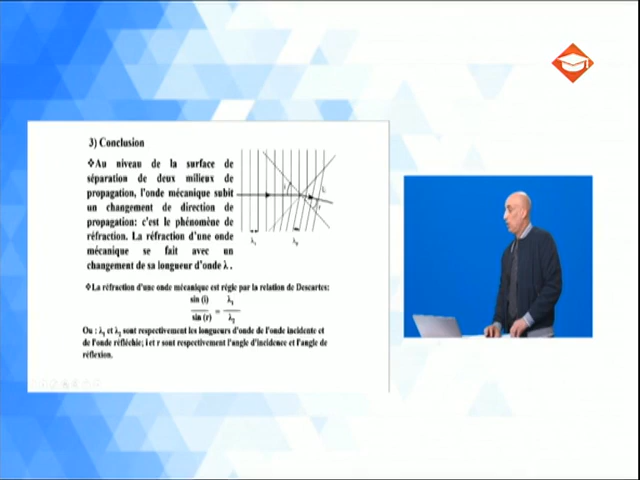 3) Conclusion
❖Au niveau de la surface de
séparation de deux milieux de
propagation, l'onde mécanique subit
un changement de direction de
propagation: c'est le phénomène de
réfraction. La réfraction d'une onde
mécanique se fait avec un
changement de sa longueur d'onde λ .
i
r
λ₁
❖La réfraction d'une onde mécanique est régie par la relation de Descartes:
sin (i) / sin (r) = λ₁ / λ₂
Ou : λ₁ et λ₂ sont respectivement les longueurs d'onde de l'onde incidente et
de l'onde réfléchie; i et r sont respectivement l'angle d'incidence et l'angle de
réflexion.